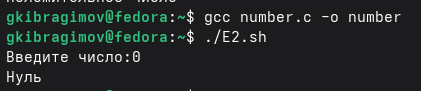 gkibragimov@fedora:~$ gcc number.c -o number
gkibragimov@fedora:~$ ./E2.sh
Введите число:0
Нуль